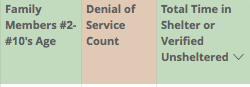 Family
Members #2-
#10's Age
Denial of
Service
Count
Total Time in
Shelter or
Verified
Unsheltered